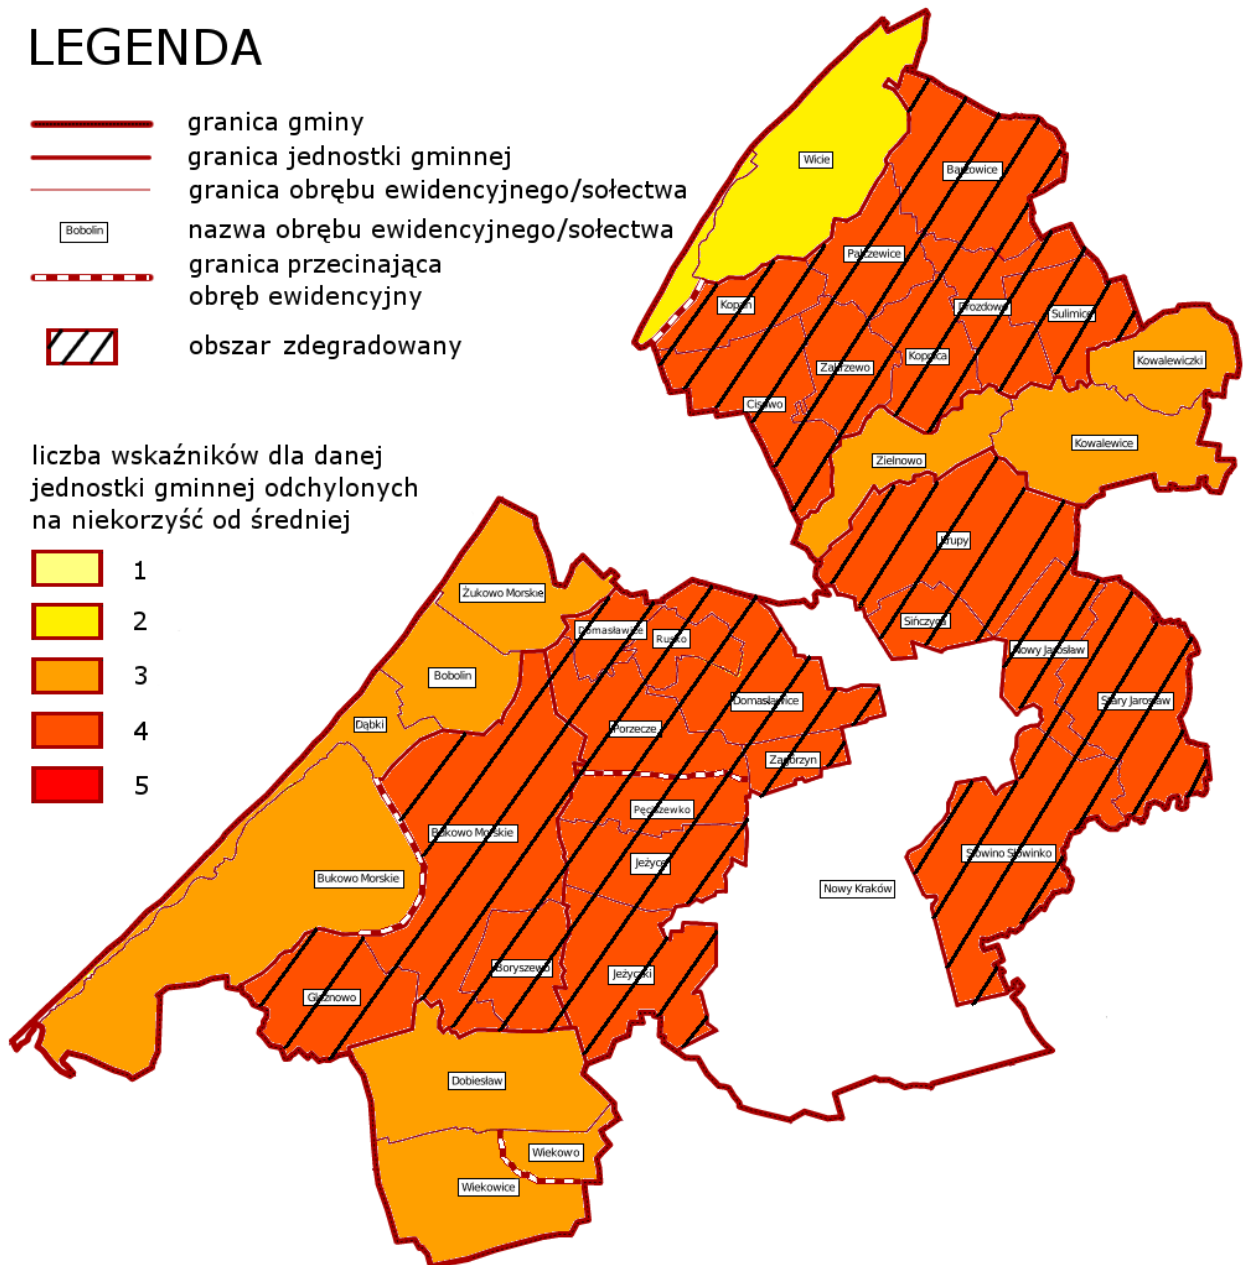 LEGENDA
granica gminy
granica jednostki gminnej
granica obrębu ewidencyjnego/sołectwa
Bobolin
nazwa obrębu ewidencyjnego/sołectwa
granica przecinająca
obręb ewidencyjny
obszar zdegradowany
liczba wskaźników dla danej
jednostki gminnej odchylonych
na niekorzyść od średniej
1
2
3
4
5
Wicie
Barzowice
Palczewice
Kopań
Drozdowo
Sulimice
Kowalewiczki
Kopnica
Zakrzewo
Cisowo
Kowalewice
Zielnowo
Krupy
Żukowo Morskie
Sińczyca
Domasławice
Rusko
Nowy Jarosław
Bobolin
Domasławice
Stary Jarosław
Dąbki
Porzecze
Zagórzyn
Pęciszewko
Bukowo Morskie
Słowino Słowinko
Jeżyce
Bukowo Morskie
Nowy Kraków
Boryszewo
Jeżyczki
Gleźnowo
Dobiesław
Wiekowo
Wiekowice